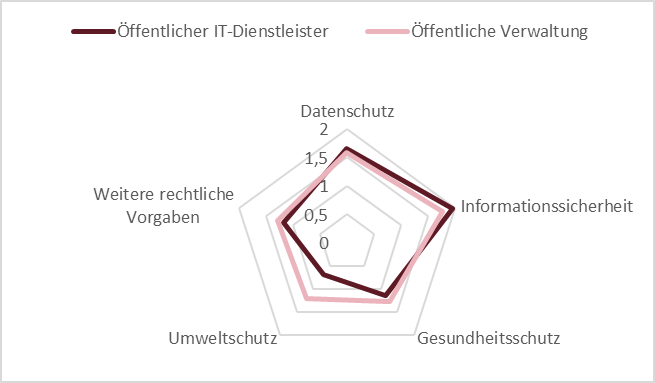 Öffentlicher IT-Dienstleister
Öffentliche Verwaltung
Datenschutz
2
1,5
1
0,5
0
Informationssicherheit
Weitere rechtliche
Vorgaben
Umweltschutz
Gesundheitsschutz